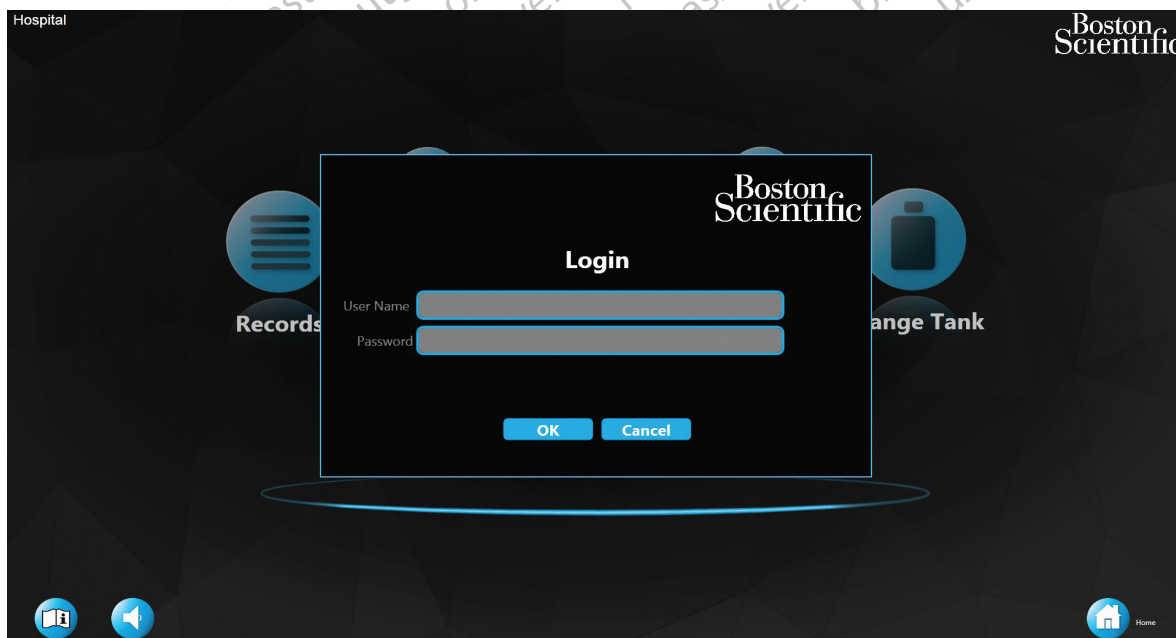 Hospital
Boston
Scientific
Boston
Scientific
Login
User Name
Password
Records
ange Tank
OK
Cancel
Home